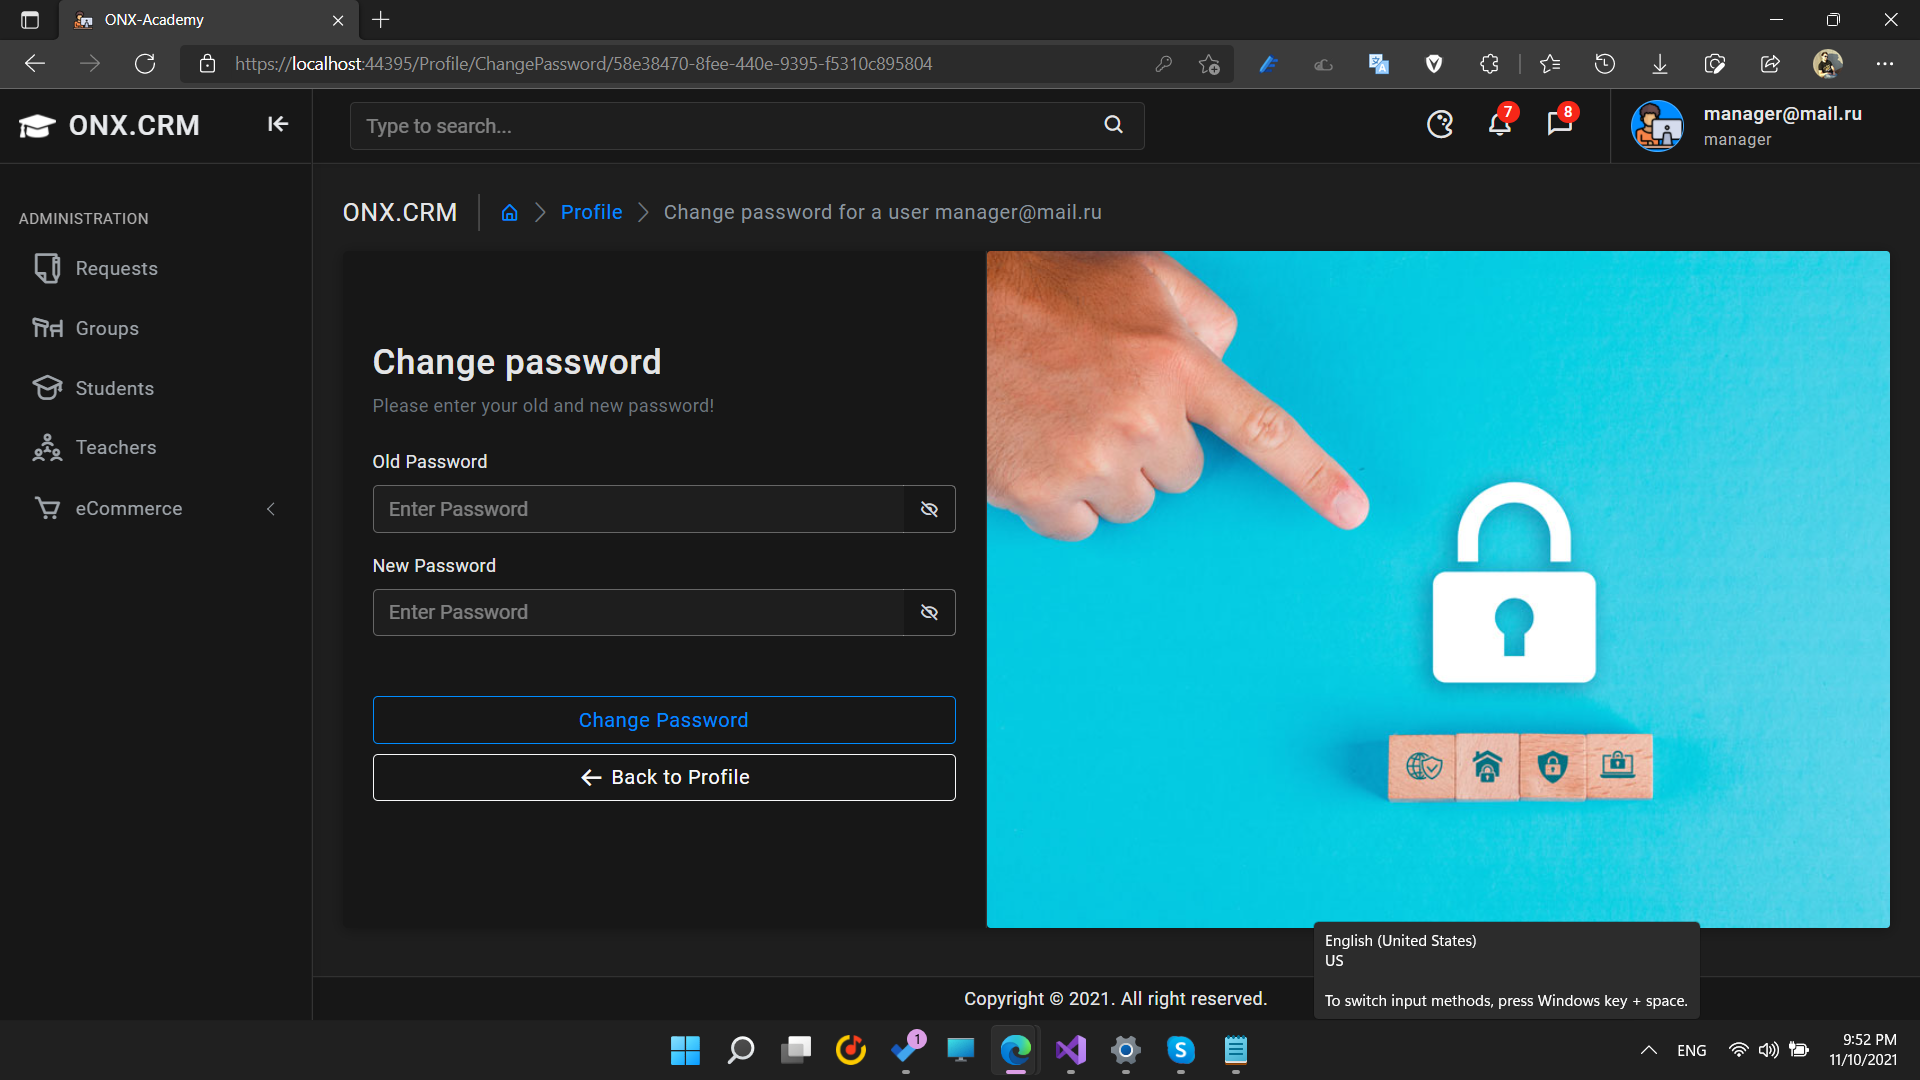 ONX-Academy
https://localhost:44395/Profile/ChangePassword/58e38470-8fee-440e-9395-f5310c895804
ONX.CRM
Type to search...
7
8
manager@mail.ru
manager
ADMINISTRATION
Requests
Groups
Students
Teachers
eCommerce
ONX.CRM
Profile
Change password for a user manager@mail.ru
Change password
Please enter your old and new password!
Old Password
Enter Password
New Password
Enter Password
Change Password
Back to Profile
English (United States)
US
To switch input methods, press Windows key + space.
Copyright © 2021. All right reserved.
1
ENG
9:52 PM
11/10/2021